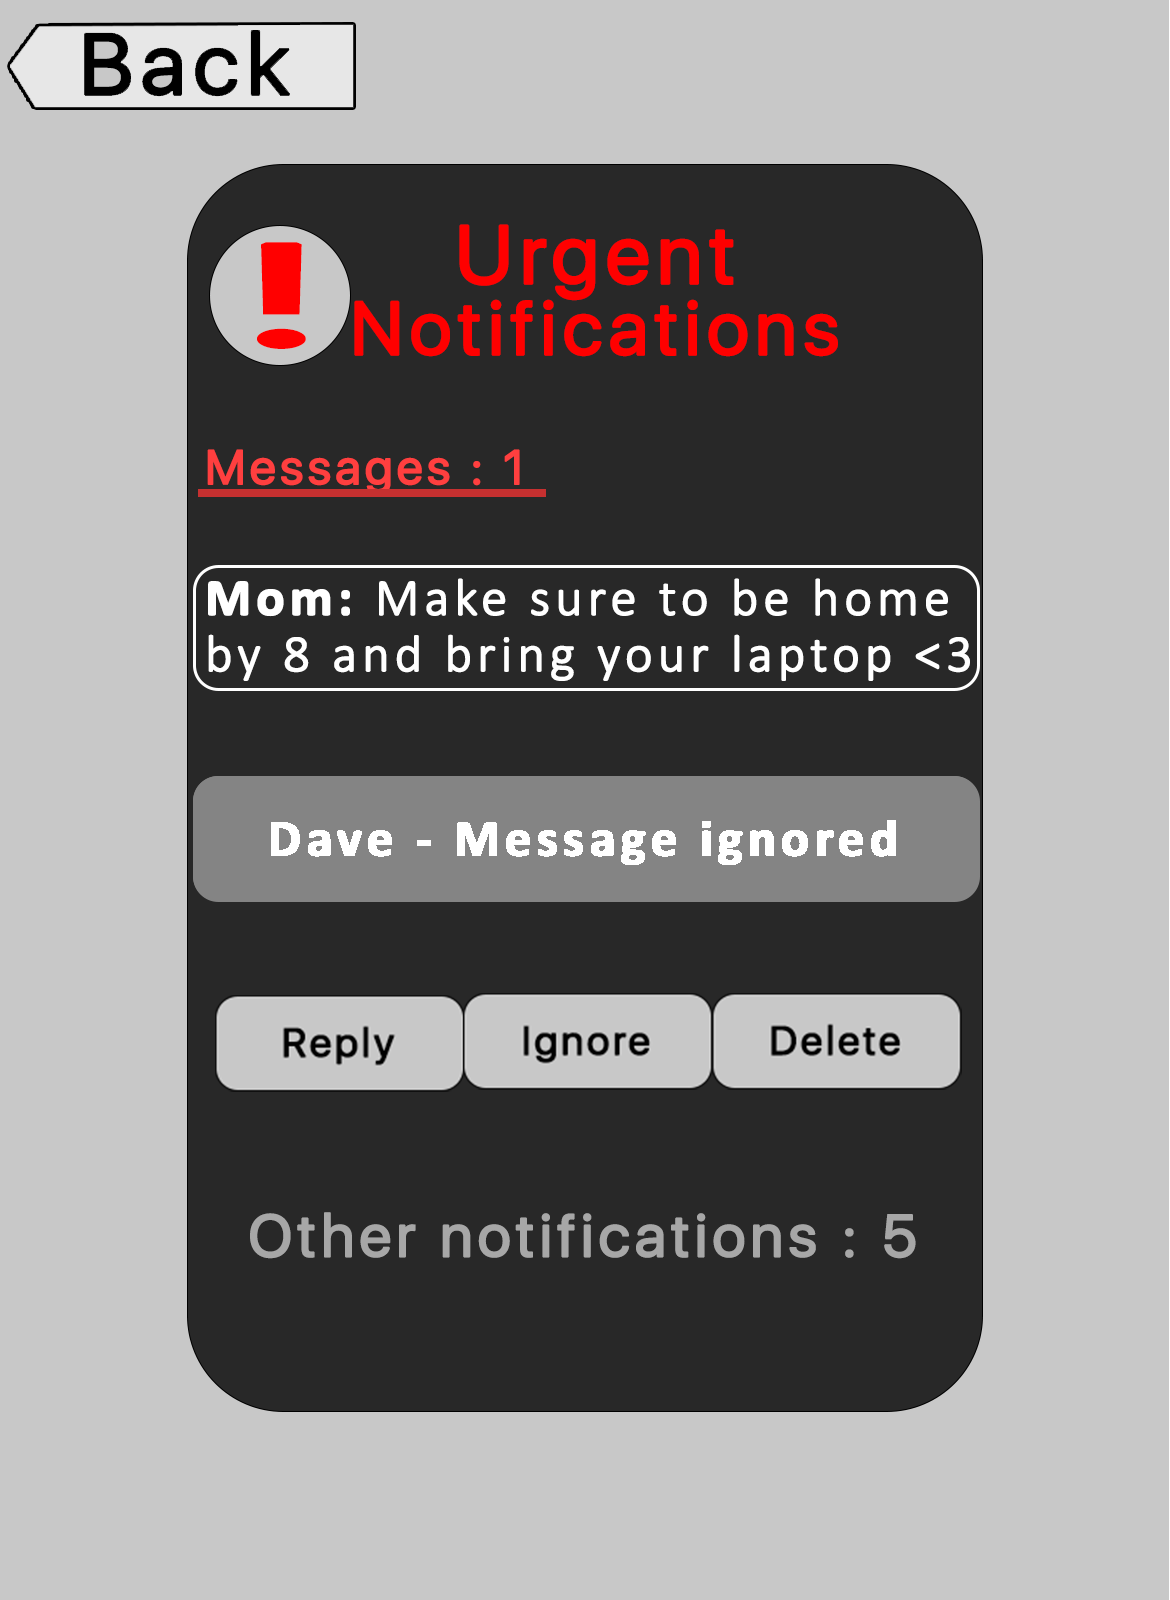 Back
Urgent
Notifications
Messages : 1
Mom: Make sure to be home
by 8 and bring your laptop <3
Dave - Message ignored
Reply
Ignore
Delete
Other notifications : 5